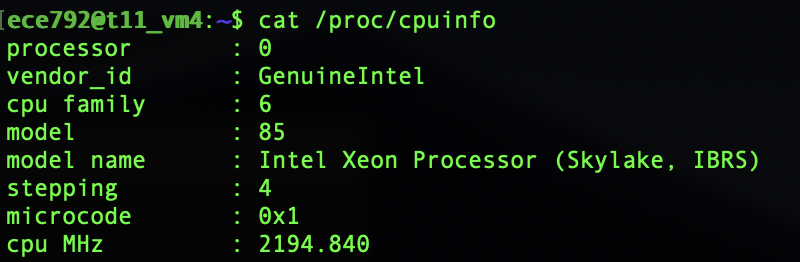 [ece792@t11_vm4:~$ cat /proc/cpuinfo
processor : 0
vendor_id : GenuineIntel
cpu family : 6
model : 85
model name : Intel Xeon Processor (Skylake, IBRS)
stepping : 4
microcode : 0x1
cpu MHz : 2194.840